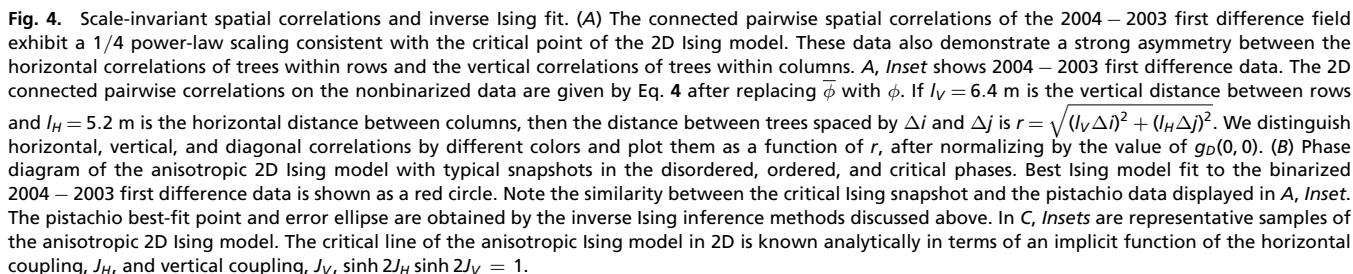 Fig. 4. Scale-invariant spatial correlations and inverse Ising fit. (A) The connected pairwise spatial correlations of the 2004 − 2003 first difference field
exhibit a 1/4 power-law scaling consistent with the critical point of the 2D Ising model. These data also demonstrate a strong asymmetry between the
horizontal correlations of trees within rows and the vertical correlations of trees within columns. A, Inset shows 2004 − 2003 first difference data. The 2D
connected pairwise correlations on the nonbinarized data are given by Eq. 4 after replacing ϕ̅ with ϕ. If l_V = 6.4 m is the vertical distance between rows
and l_H = 5.2 m is the horizontal distance between columns, then the distance between trees spaced by Δi and Δj is r = √((l_VΔi)² + (l_HΔj)²). We distinguish
horizontal, vertical, and diagonal correlations by different colors and plot them as a function of r, after normalizing by the value of g_D(0, 0). (B) Phase
diagram of the anisotropic 2D Ising model with typical snapshots in the disordered, ordered, and critical phases. Best Ising model fit to the binarized
2004 − 2003 first difference data is shown as a red circle. Note the similarity between the critical Ising snapshot and the pistachio data displayed in A, Inset.
The pistachio best-fit point and error ellipse are obtained by the inverse Ising inference methods discussed above. In C, Insets are representative samples of
the anisotropic 2D Ising model. The critical line of the anisotropic Ising model in 2D is known analytically in terms of an implicit function of the horizontal
coupling, J_H, and vertical coupling, J_V, sinh 2J_H sinh 2J_V = 1.